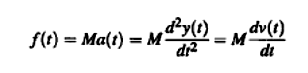 f(t) = Ma(t) = M d²y(t)/dt² = M dv(t)/dt